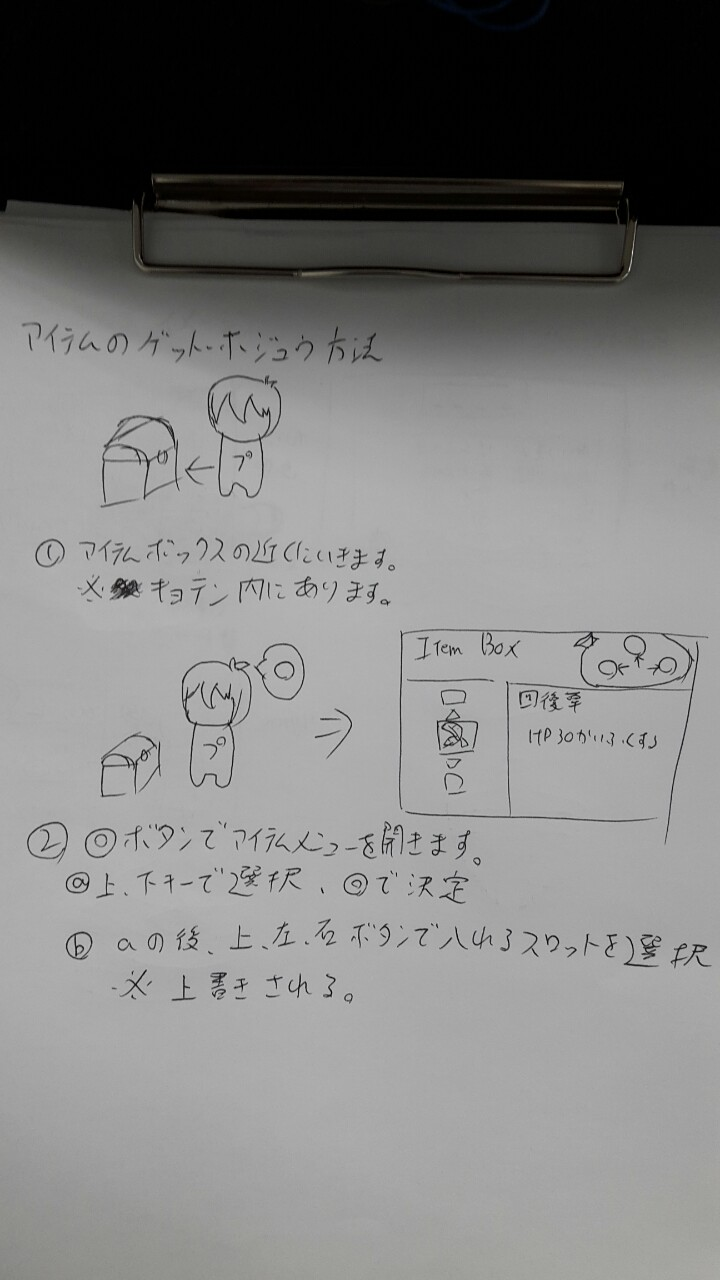 アイテムのゲット・ホジュウ方法
プ
① アイテムボックスの近くにいきます。
※ キョテン内にあります。
プ
◎
Item Box
回後薬
HP30かいふくする
② ◎ボタンでアイテムメニューを開きます。
ⓐ上、下キーで選択、◎で決定
ⓑ aの後、上、左、右ボタンで入れるスロットを選択
※ 上書きされる。